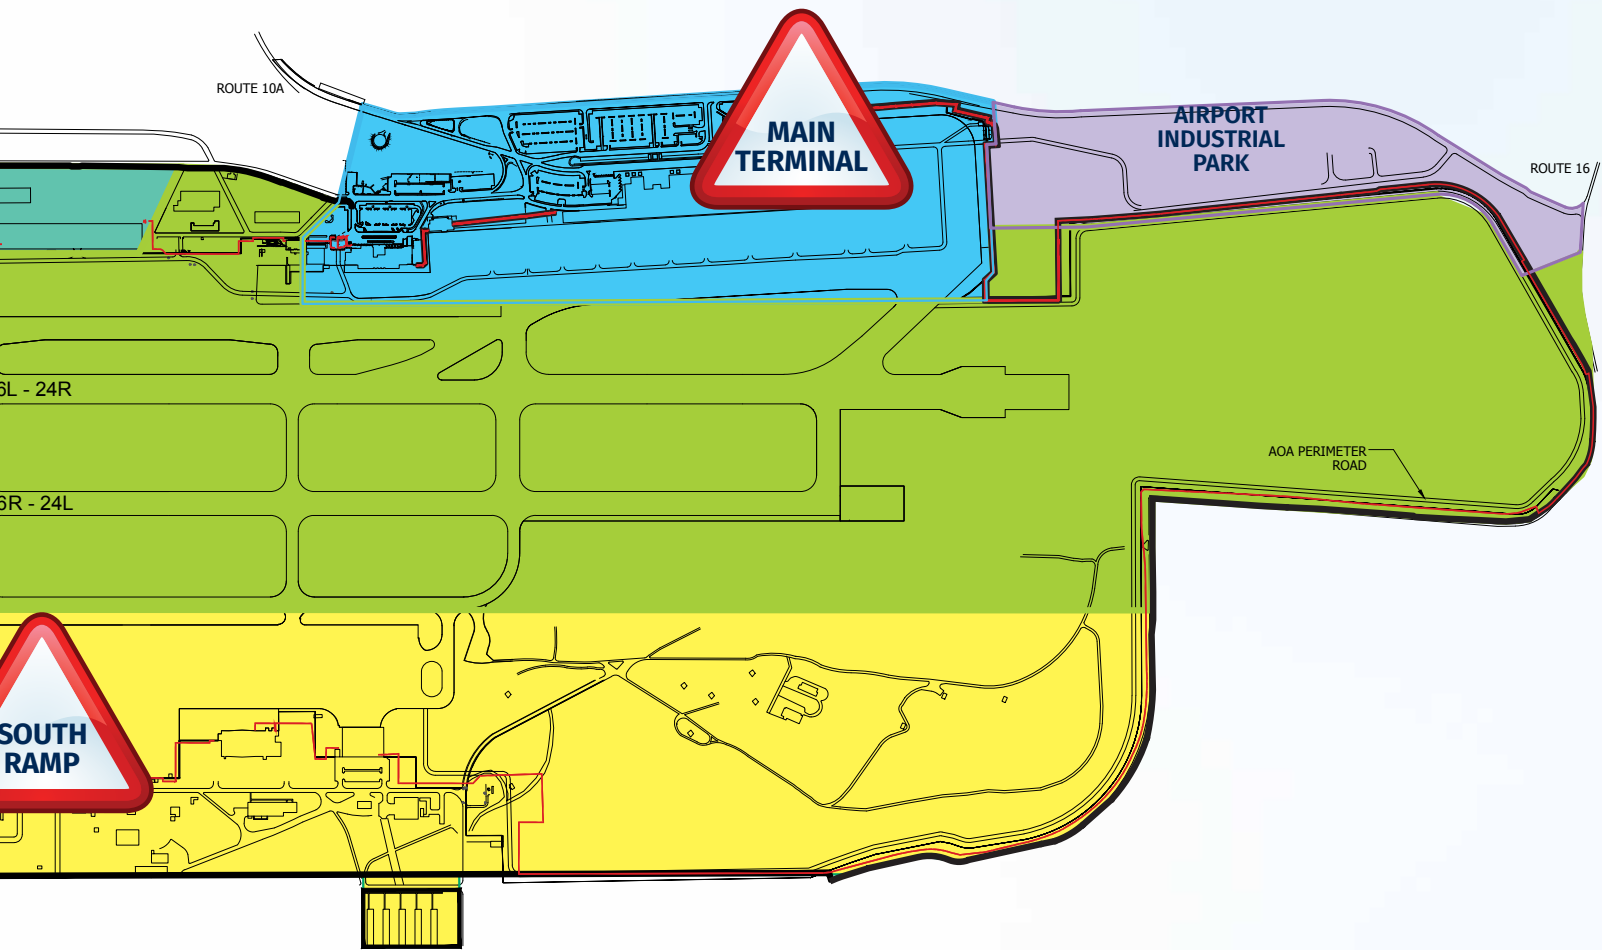 ROUTE 10A
MAIN
TERMINAL
AIRPORT
INDUSTRIAL
PARK
ROUTE 16
6L - 24R
AOA PERIMETER
ROAD
6R - 24L
SOUTH
RAMP